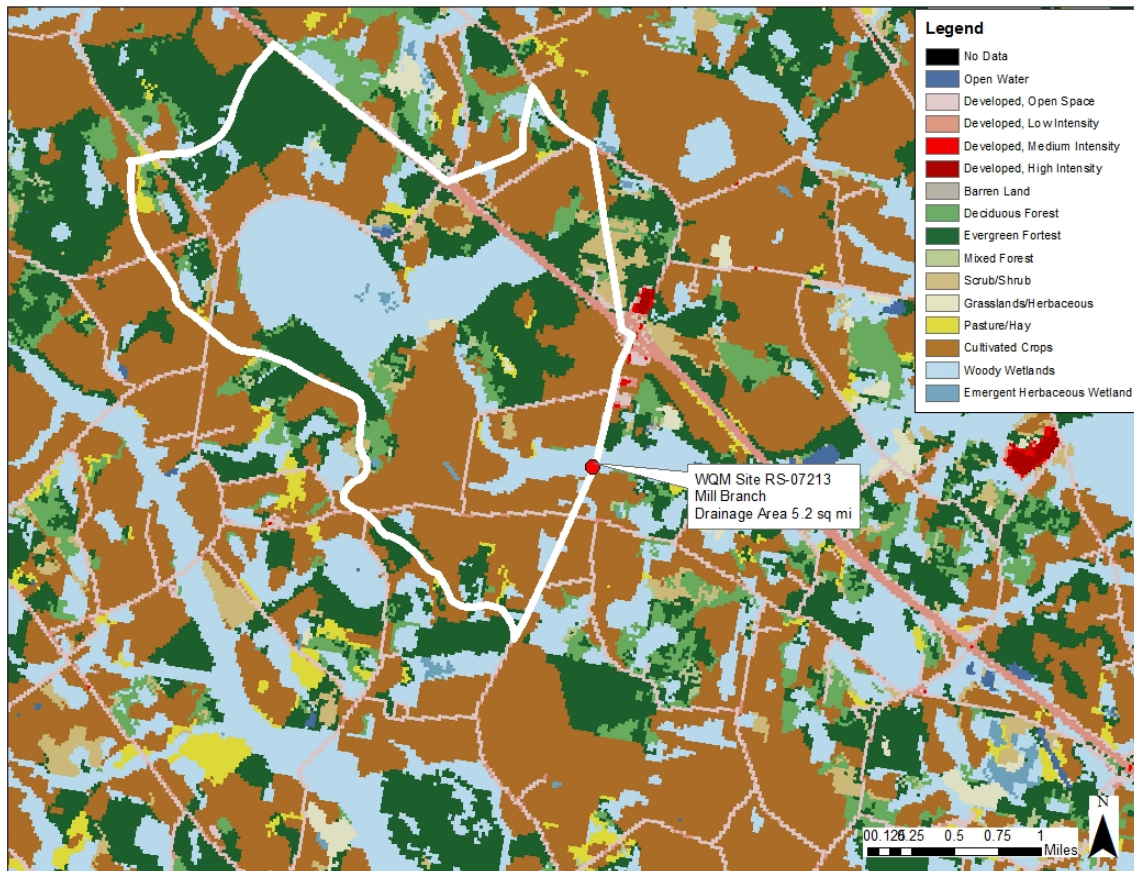 Legend
No Data
Open Water
Developed, Open Space
Developed, Low Intensity
Developed, Medium Intensity
Developed, High Intensity
Barren Land
Deciduous Forest
Evergreen Fortest
Mixed Forest
Scrub/Shrub
Grasslands/Herbaceous
Pasture/Hay
Cultivated Crops
Woody Wetlands
Emergent Herbaceous Wetland
WQM Site RS-07213
Mill Branch
Drainage Area 5.2 sq mi
N
0.5 0.75 1
Miles